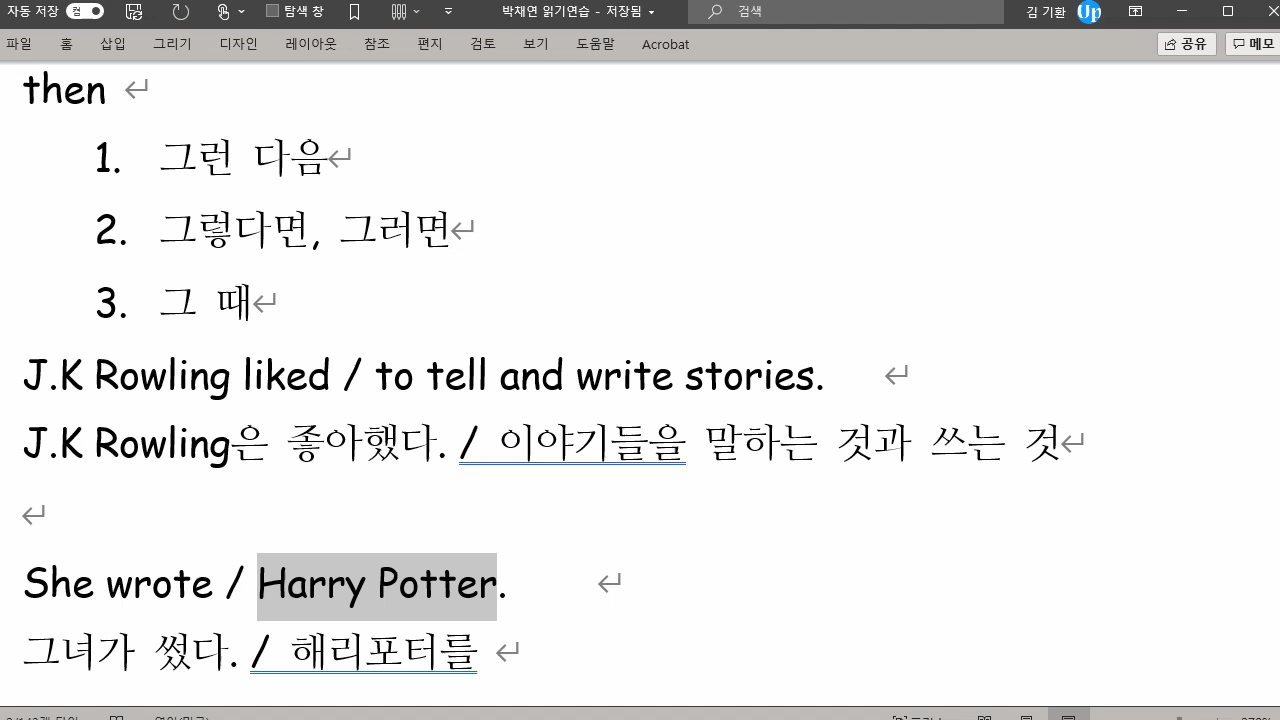 자동 저장 컴 탐색 창 박채연 읽기연습 - 저장됨 검색 김 기환 Up
파일 홈 삽입 그리기 디자인 레이아웃 참조 편지 검토 보기 도움말 Acrobat 공유 메모
then
1. 그런 다음
2. 그렇다면, 그러면
3. 그 때
J.K Rowling liked / to tell and write stories.
J.K Rowling은 좋아했다. / 이야기들을 말하는 것과 쓰는 것
She wrote / Harry Potter.
그녀가 썼다. / 해리포터를